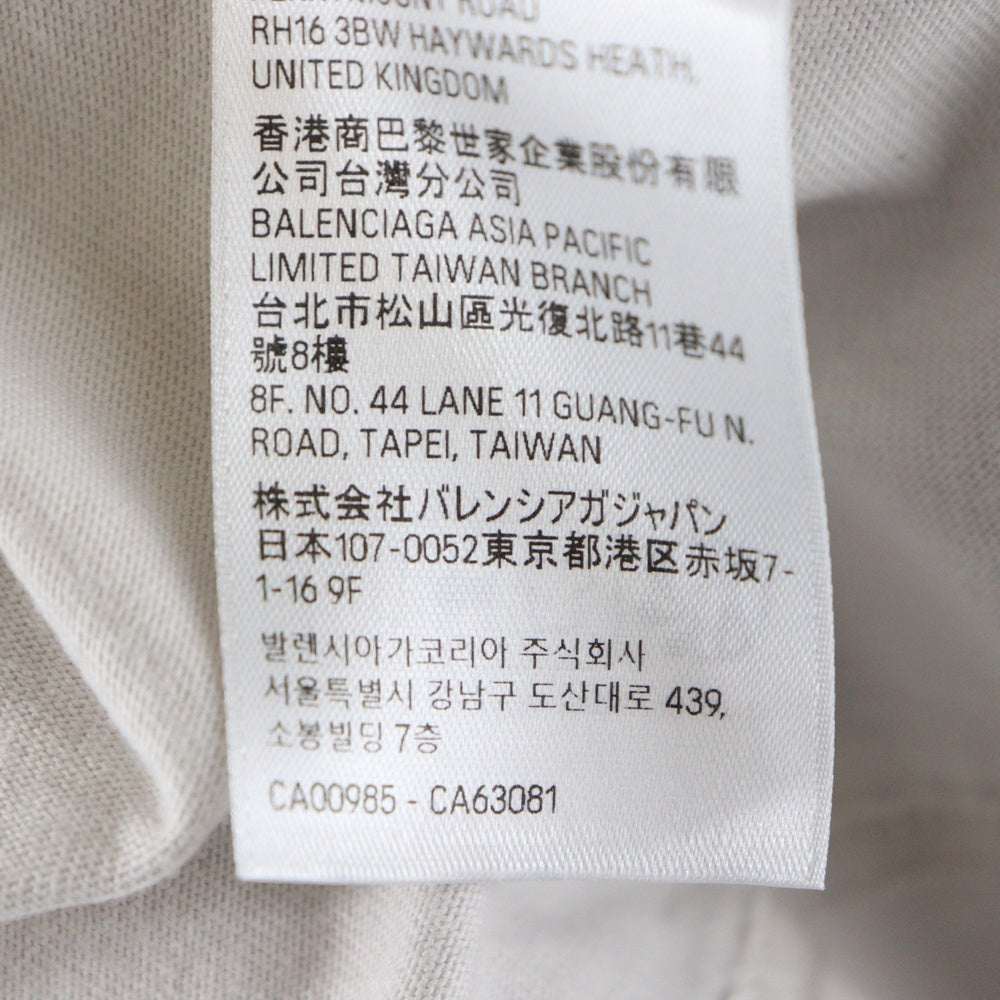 ROAD
RH16 3BW HAYWARDS HEATH,
UNITED KINGDOM
香港商巴黎世家企業股份有限
公司台灣分公司
BALENCIAGA ASIA PACIFIC
LIMITED TAIWAN BRANCH
台北市松山區光復北路11巷44
號8樓
8F. NO. 44 LANE 11 GUANG-FU N.
ROAD, TAPEI, TAIWAN
株式会社バレンシアガジャパン
日本107-0052東京都港区赤坂7-
1-16 9F
발렌시아가코리아 주식회사
서울특별시 강남구 도산대로 439,
소봉빌딩 7층
CA00985 - CA63081